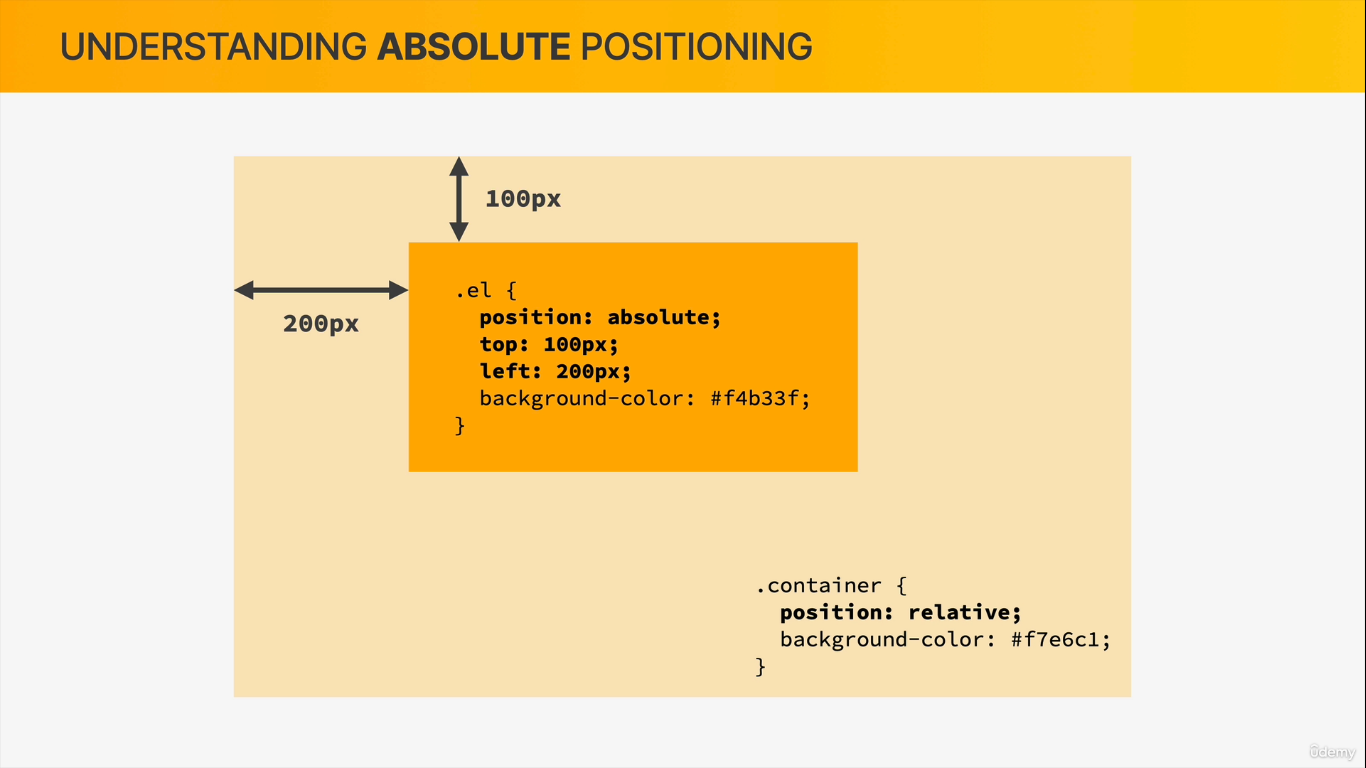 UNDERSTANDING ABSOLUTE POSITIONING
100px
200px
.el {
position: absolute;
top: 100px;
left: 200px;
background-color: #f4b33f;
}
.container {
position: relative;
background-color: #f7e6c1;
}
ûdemy